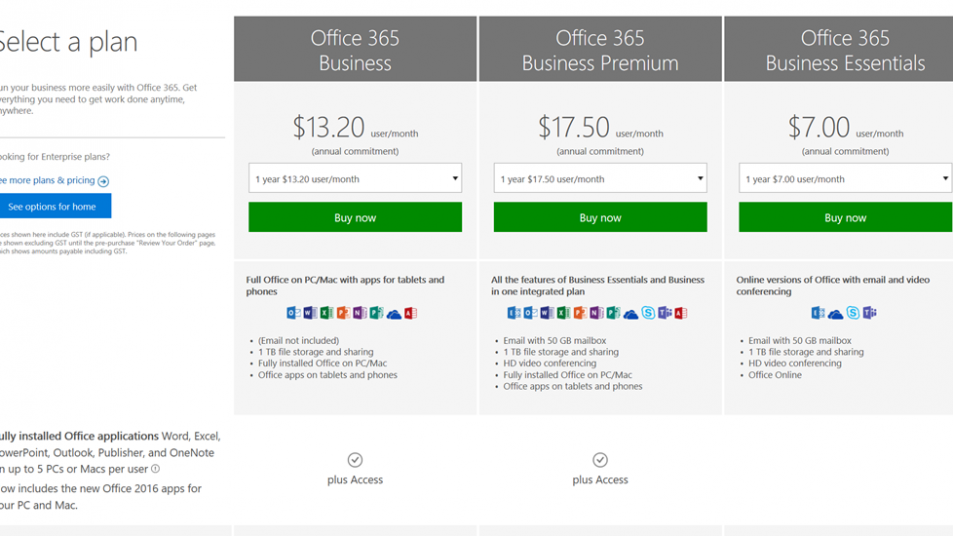 Select a plan
un your business more easily with Office 365. Get
verything you need to get work done anytime,
nywhere.
ooking for Enterprise plans?
ee more plans & pricing
See options for home
ices shown here include GST (if applicable). Prices on the following pages
e shown excluding GST until the pre-purchase "Review Your Order" page,
hich shows amounts payable including GST.
Office 365
Business
$13.20 user/month
(annual commitment)
1 year $13.20 user/month
Buy now
Full Office on PC/Mac with apps for tablets and
phones
• (Email not included)
• 1 TB file storage and sharing
• Fully installed Office on PC/Mac
• Office apps on tablets and phones
Office 365
Business Premium
$17.50 user/month
(annual commitment)
1 year $17.50 user/month
Buy now
All the features of Business Essentials and Business
in one integrated plan
• Email with 50 GB mailbox
• 1 TB file storage and sharing
• HD video conferencing
• Fully installed Office on PC/Mac
• Office apps on tablets and phones
Office 365
Business Essentials
$7.00 user/month
(annual commitment)
1 year $7.00 user/month
Buy now
Online versions of Office with email and video
conferencing
• Email with 50 GB mailbox
• 1 TB file storage and sharing
• HD video conferencing
• Office Online
ully installed Office applications Word, Excel,
owerPoint, Outlook, Publisher, and OneNote
n up to 5 PCs or Macs per user
ow includes the new Office 2016 apps for
our PC and Mac.
plus Access
plus Access